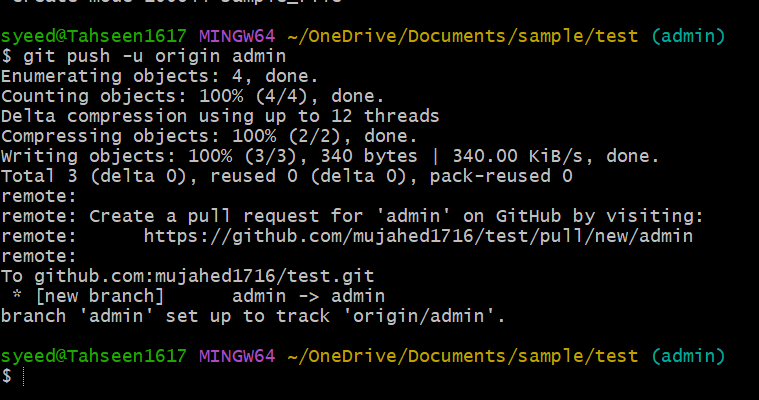 syeed@Tahseen1617 MINGW64 ~/OneDrive/Documents/sample/test (admin)
$ git push -u origin admin
Enumerating objects: 4, done.
Counting objects: 100% (4/4), done.
Delta compression using up to 12 threads
Compressing objects: 100% (2/2), done.
Writing objects: 100% (3/3), 340 bytes | 340.00 KiB/s, done.
Total 3 (delta 0), reused 0 (delta 0), pack-reused 0
remote:
remote: Create a pull request for 'admin' on GitHub by visiting:
remote:      https://github.com/mujahed1716/test/pull/new/admin
remote:
To github.com:mujahed1716/test.git
 * [new branch]      admin -> admin
branch 'admin' set up to track 'origin/admin'.
syeed@Tahseen1617 MINGW64 ~/OneDrive/Documents/sample/test (admin)
$